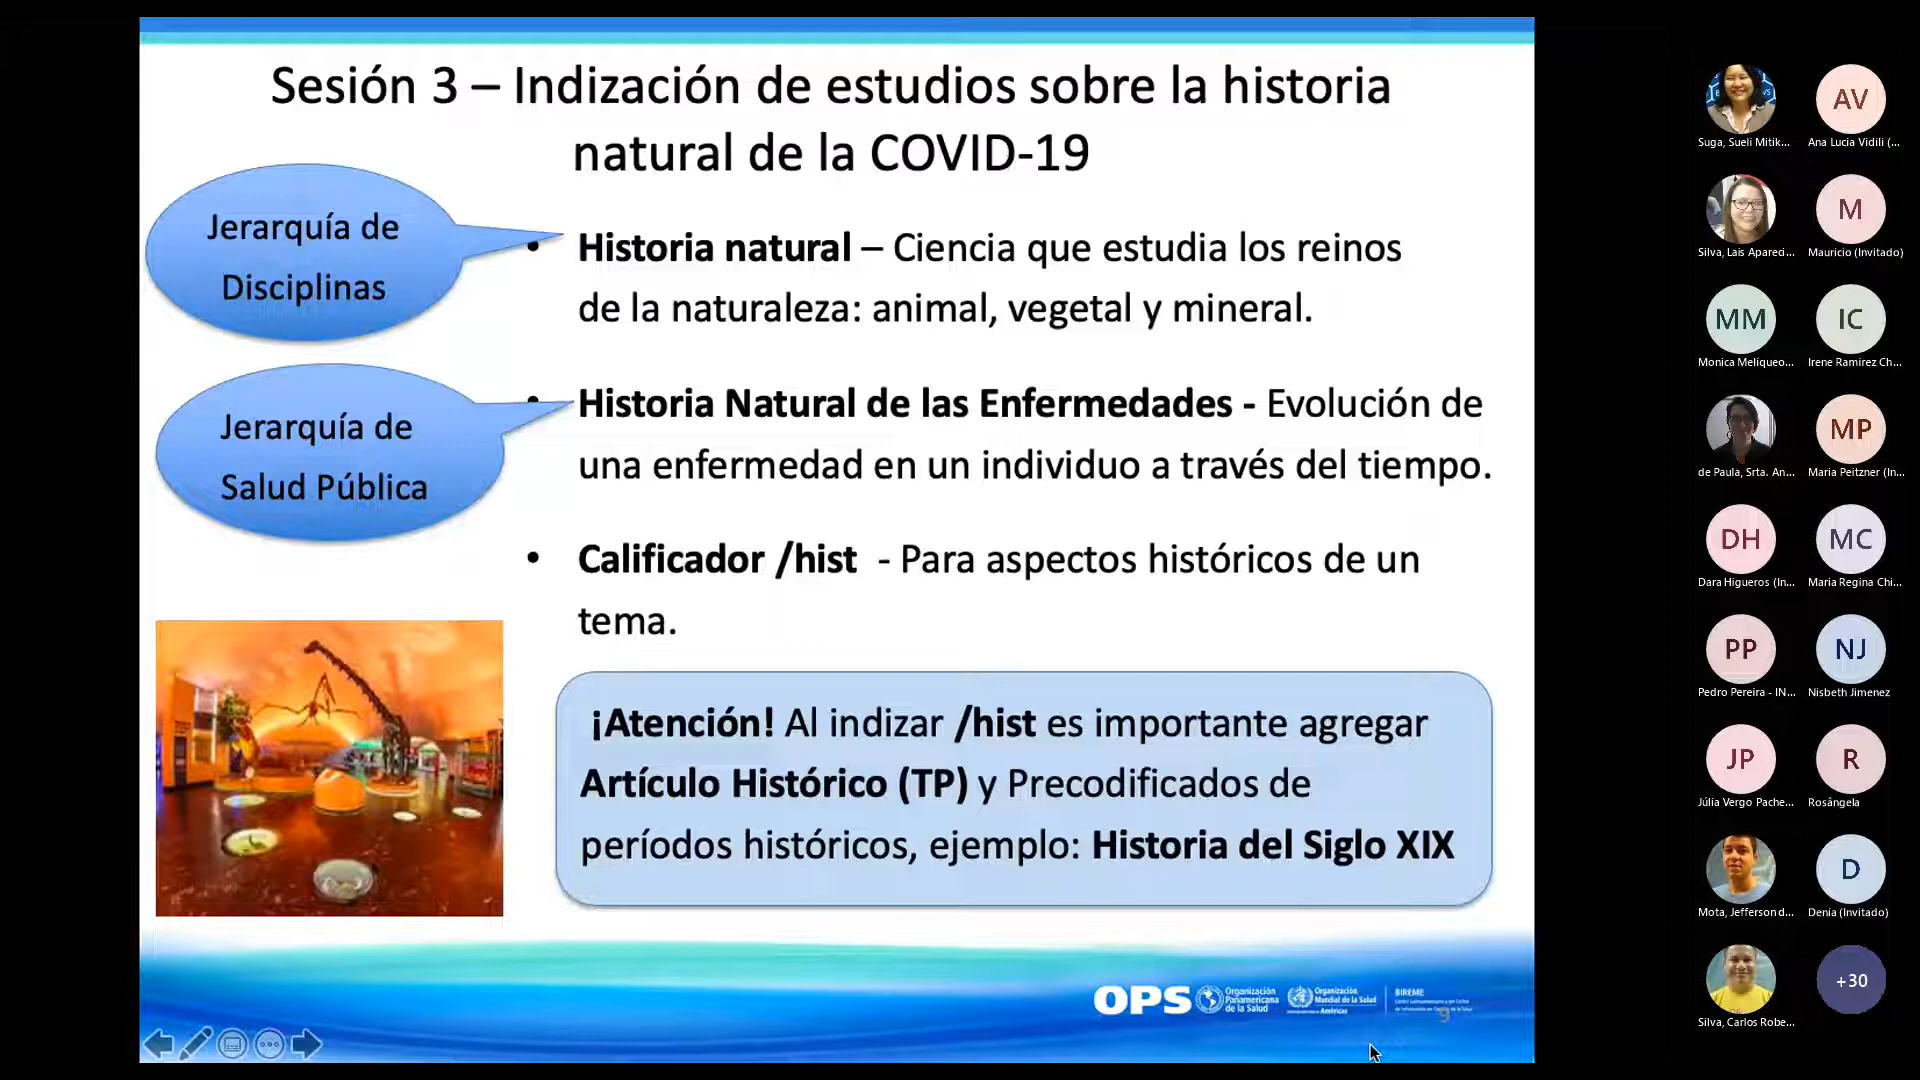 Sesión 3 – Indización de estudios sobre la historia
natural de la COVID-19
Jerarquía de
Disciplinas
• Historia natural – Ciencia que estudia los reinos
de la naturaleza: animal, vegetal y mineral.
Jerarquía de
Salud Pública
• Historia Natural de las Enfermedades - Evolución de
una enfermedad en un individuo a través del tiempo.
• Calificador /hist - Para aspectos históricos de un
tema.
¡Atención! Al indizar /hist es importante agregar
Artículo Histórico (TP) y Precodificados de
períodos históricos, ejemplo: Historia del Siglo XIX
OPS
Organización
Panamericana
de la Salud
Organización
Mundial de la Salud
Américas
BIREME
9
Suga, Sueli Mitik...
AV
Ana Lucia Vidili (...
Silva, Lais Apareci...
M
Mauricio (Invitado)
MM
Monica Meliqueo...
IC
Irene Ramirez Ch...
de Paula, Srta. An...
MP
Maria Peitzner (In...
DH
Dara Higueros (In...
MC
Maria Regina Chi...
PP
Pedro Pereira - IN...
NJ
Nisbeth Jimenez
JP
Júlia Vergo Pache...
R
Rosângela
Mota, Jefferson d...
D
Denia (Invitado)
Silva, Carlos Robe...
+30